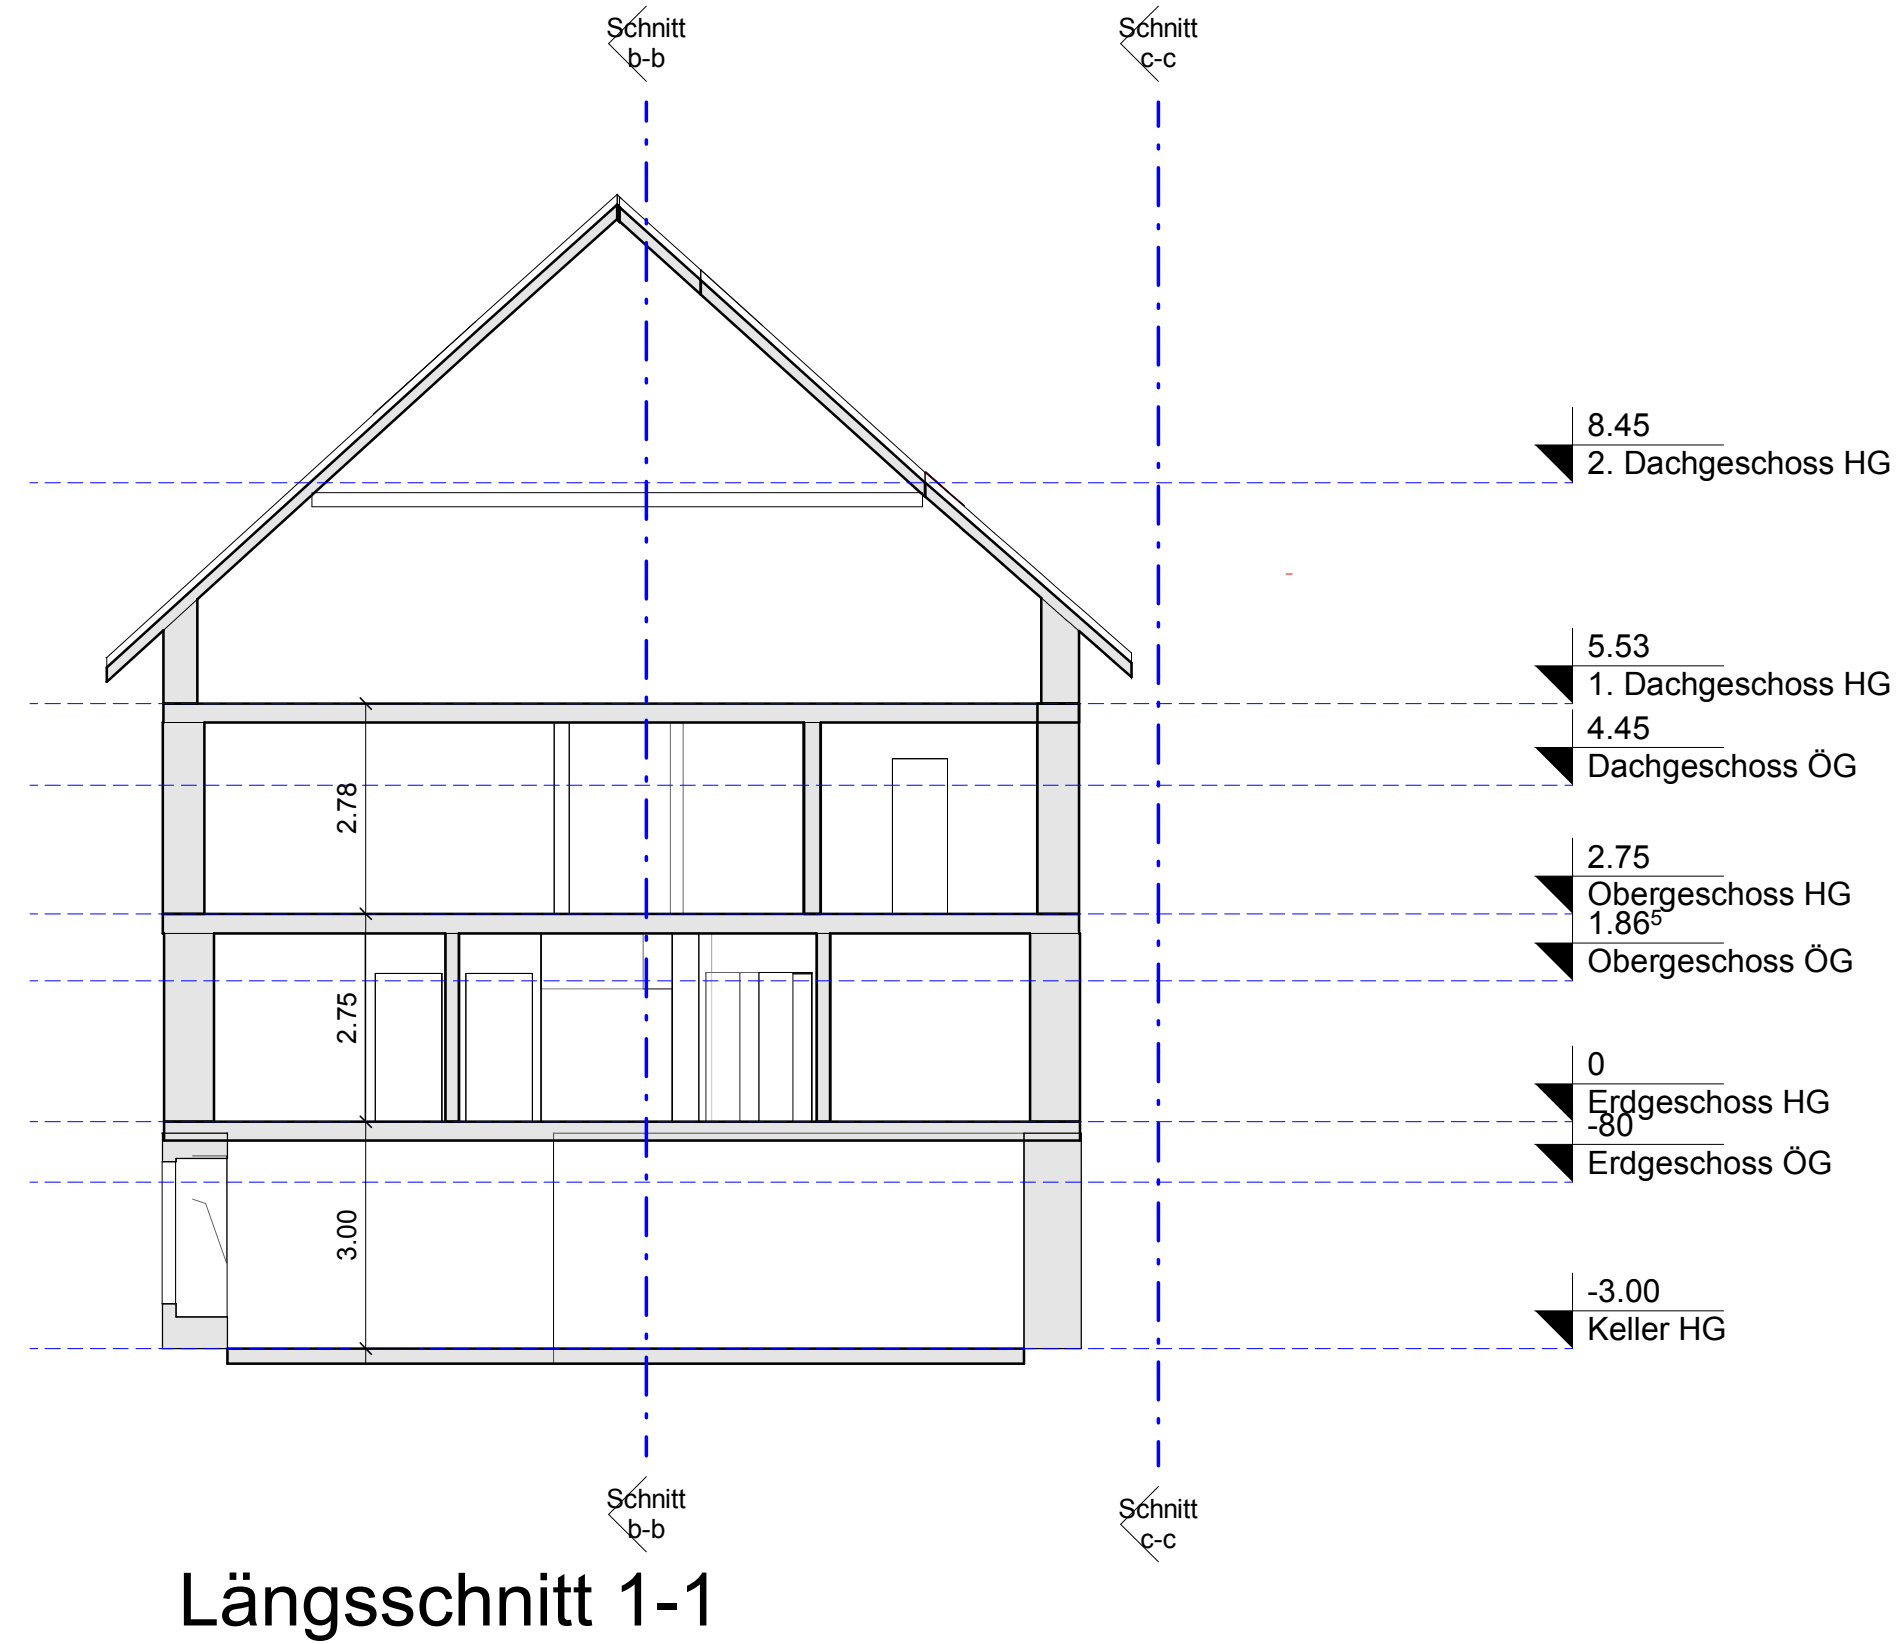 Schnitt
b-b
Schnitt
c-c
8.45
2. Dachgeschoss HG
5.53
1. Dachgeschoss HG
4.45
Dachgeschoss ÖG
2.78
2.75
Obergeschoss HG
1.86⁵
Obergeschoss ÖG
2.75
0
Erdgeschoss HG
-80
Erdgeschoss ÖG
3.00
-3.00
Keller HG
Schnitt
b-b
Schnitt
c-c
Längsschnitt 1-1